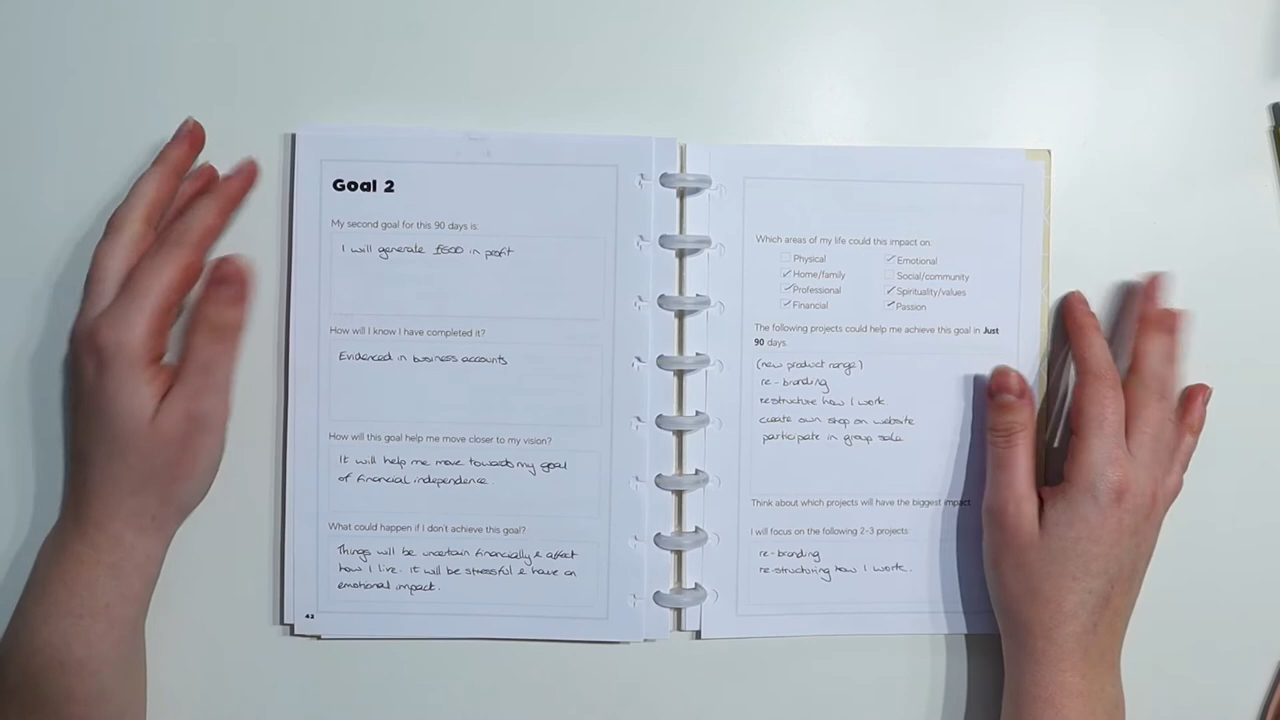 Goal 2
My second goal for this 90 days is:
I will generate £600 in profit
How will I know I have completed it?
Evidenced in business accounts
How will this goal help me move closer to my vision?
It will help me move towards my goal
of financial independence.
What could happen if I don't achieve this goal?
Things will be uncertain financially & affect
how I live. It will be stressful & have an
emotional impact.
42
Which areas of my life could this impact on:
Physical
Home/family
Professional
Financial
Emotional
Social/community
Spirituality/values
Passion
The following projects could help me achieve this goal in Just
90 days.
(new product range)
re-branding
restructure how I work.
create own shop on website
participate in group sale
Think about which projects will have the biggest impact
I will focus on the following 2-3 projects:
re-branding
re-structuring how I work.